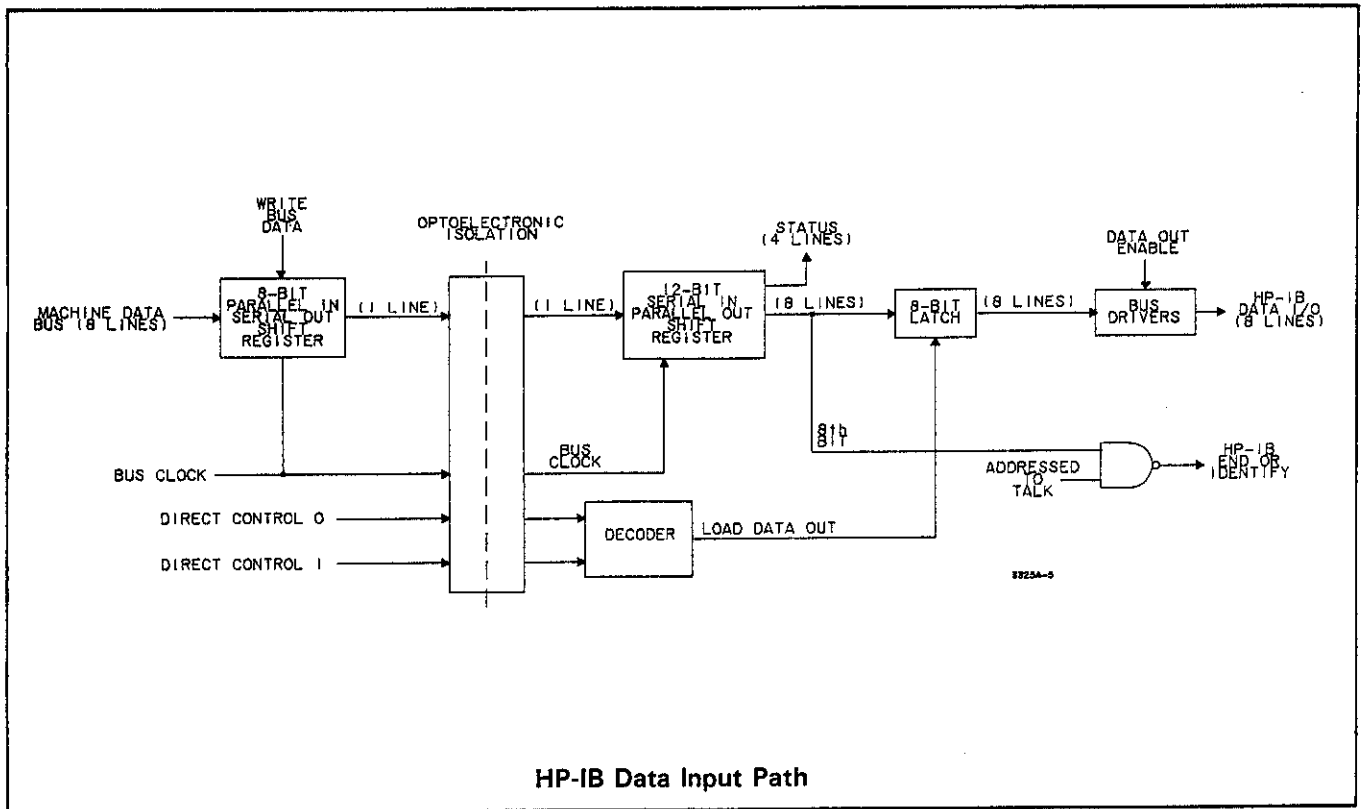 WRITE
BUS
DATA
OPTOELECTRONIC
ISOLATION
STATUS
(4 LINES)
DATA OUT
ENABLE
MACHINE DATA
BUS (8 LINES)
8-BIT
PARALLEL IN
SERIAL OUT
SHIFT
REGISTER
(1 LINE)
(1 LINE)
12-BIT
SERIAL IN
PARALLEL OUT
SHIFT
REGISTER
(8 LINES)
8-BIT
LATCH
(8 LINES)
BUS
DRIVERS
HP-IB
DATA I/O
(8 LINES)
BUS CLOCK
BUS
CLOCK
8th
BIT
ADDRESSED
TO
TALK
HP-IB
END OR
IDENTIFY
DIRECT CONTROL 0
DIRECT CONTROL 1
DECODER
LOAD DATA OUT
3325A-5
HP-IB Data Input Path